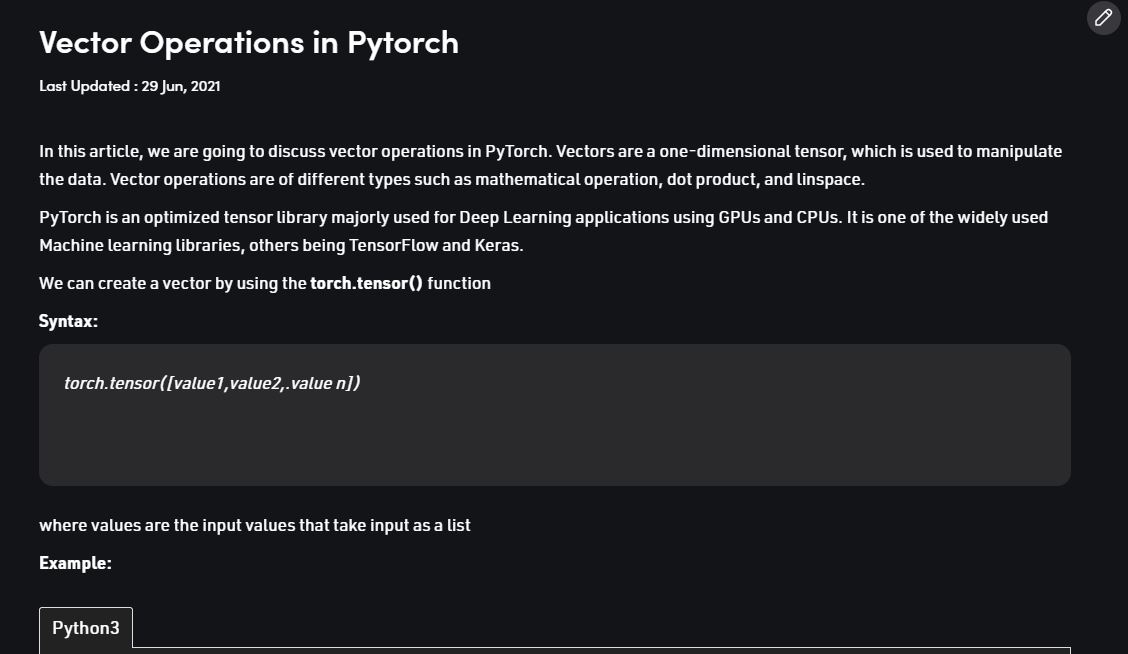 Vector Operations in Pytorch
Last Updated : 29 Jun, 2021
In this article, we are going to discuss vector operations in PyTorch. Vectors are a one-dimensional tensor, which is used to manipulate
the data. Vector operations are of different types such as mathematical operation, dot product, and linspace.
PyTorch is an optimized tensor library majorly used for Deep Learning applications using GPUs and CPUs. It is one of the widely used
Machine learning libraries, others being TensorFlow and Keras.
We can create a vector by using the torch.tensor() function
Syntax:
torch.tensor([value1,value2,.value n])
where values are the input values that take input as a list
Example:
Python3